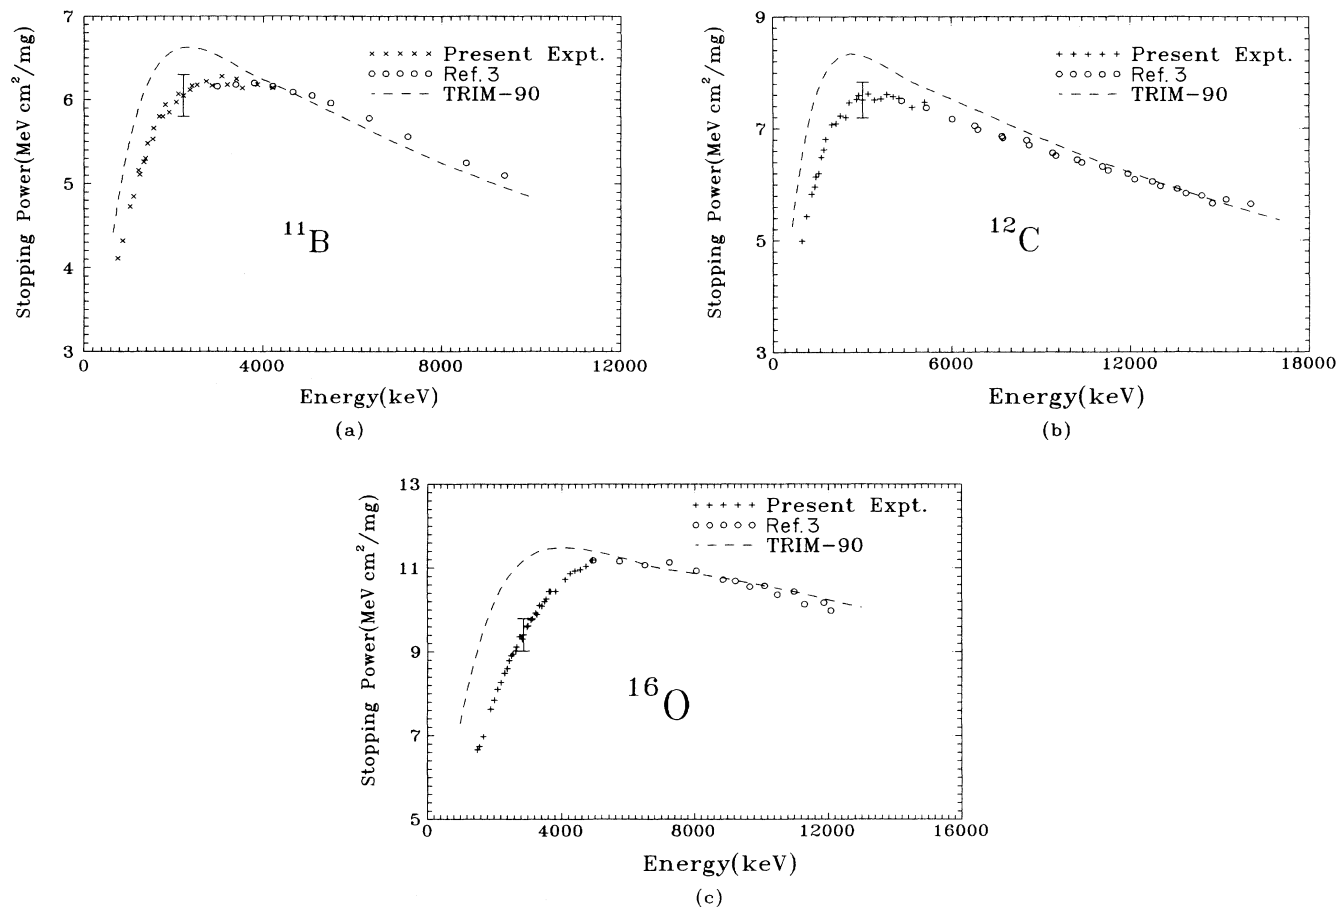 7
6
5
4
3
0
4000
8000
12000
Stopping Power(MeV cm²/mg)
Energy(keV)
Present Expt.
Ref.3
TRIM-90
¹¹B
(a)
9
7
5
3
0
6000
12000
18000
Stopping Power(MeV cm²/mg)
Energy(keV)
Present Expt.
Ref.3
TRIM-90
¹²C
(b)
13
11
9
7
5
0
4000
8000
12000
16000
Stopping Power(MeV cm²/mg)
Energy(keV)
Present Expt.
Ref.3
TRIM-90
¹⁶O
(c)